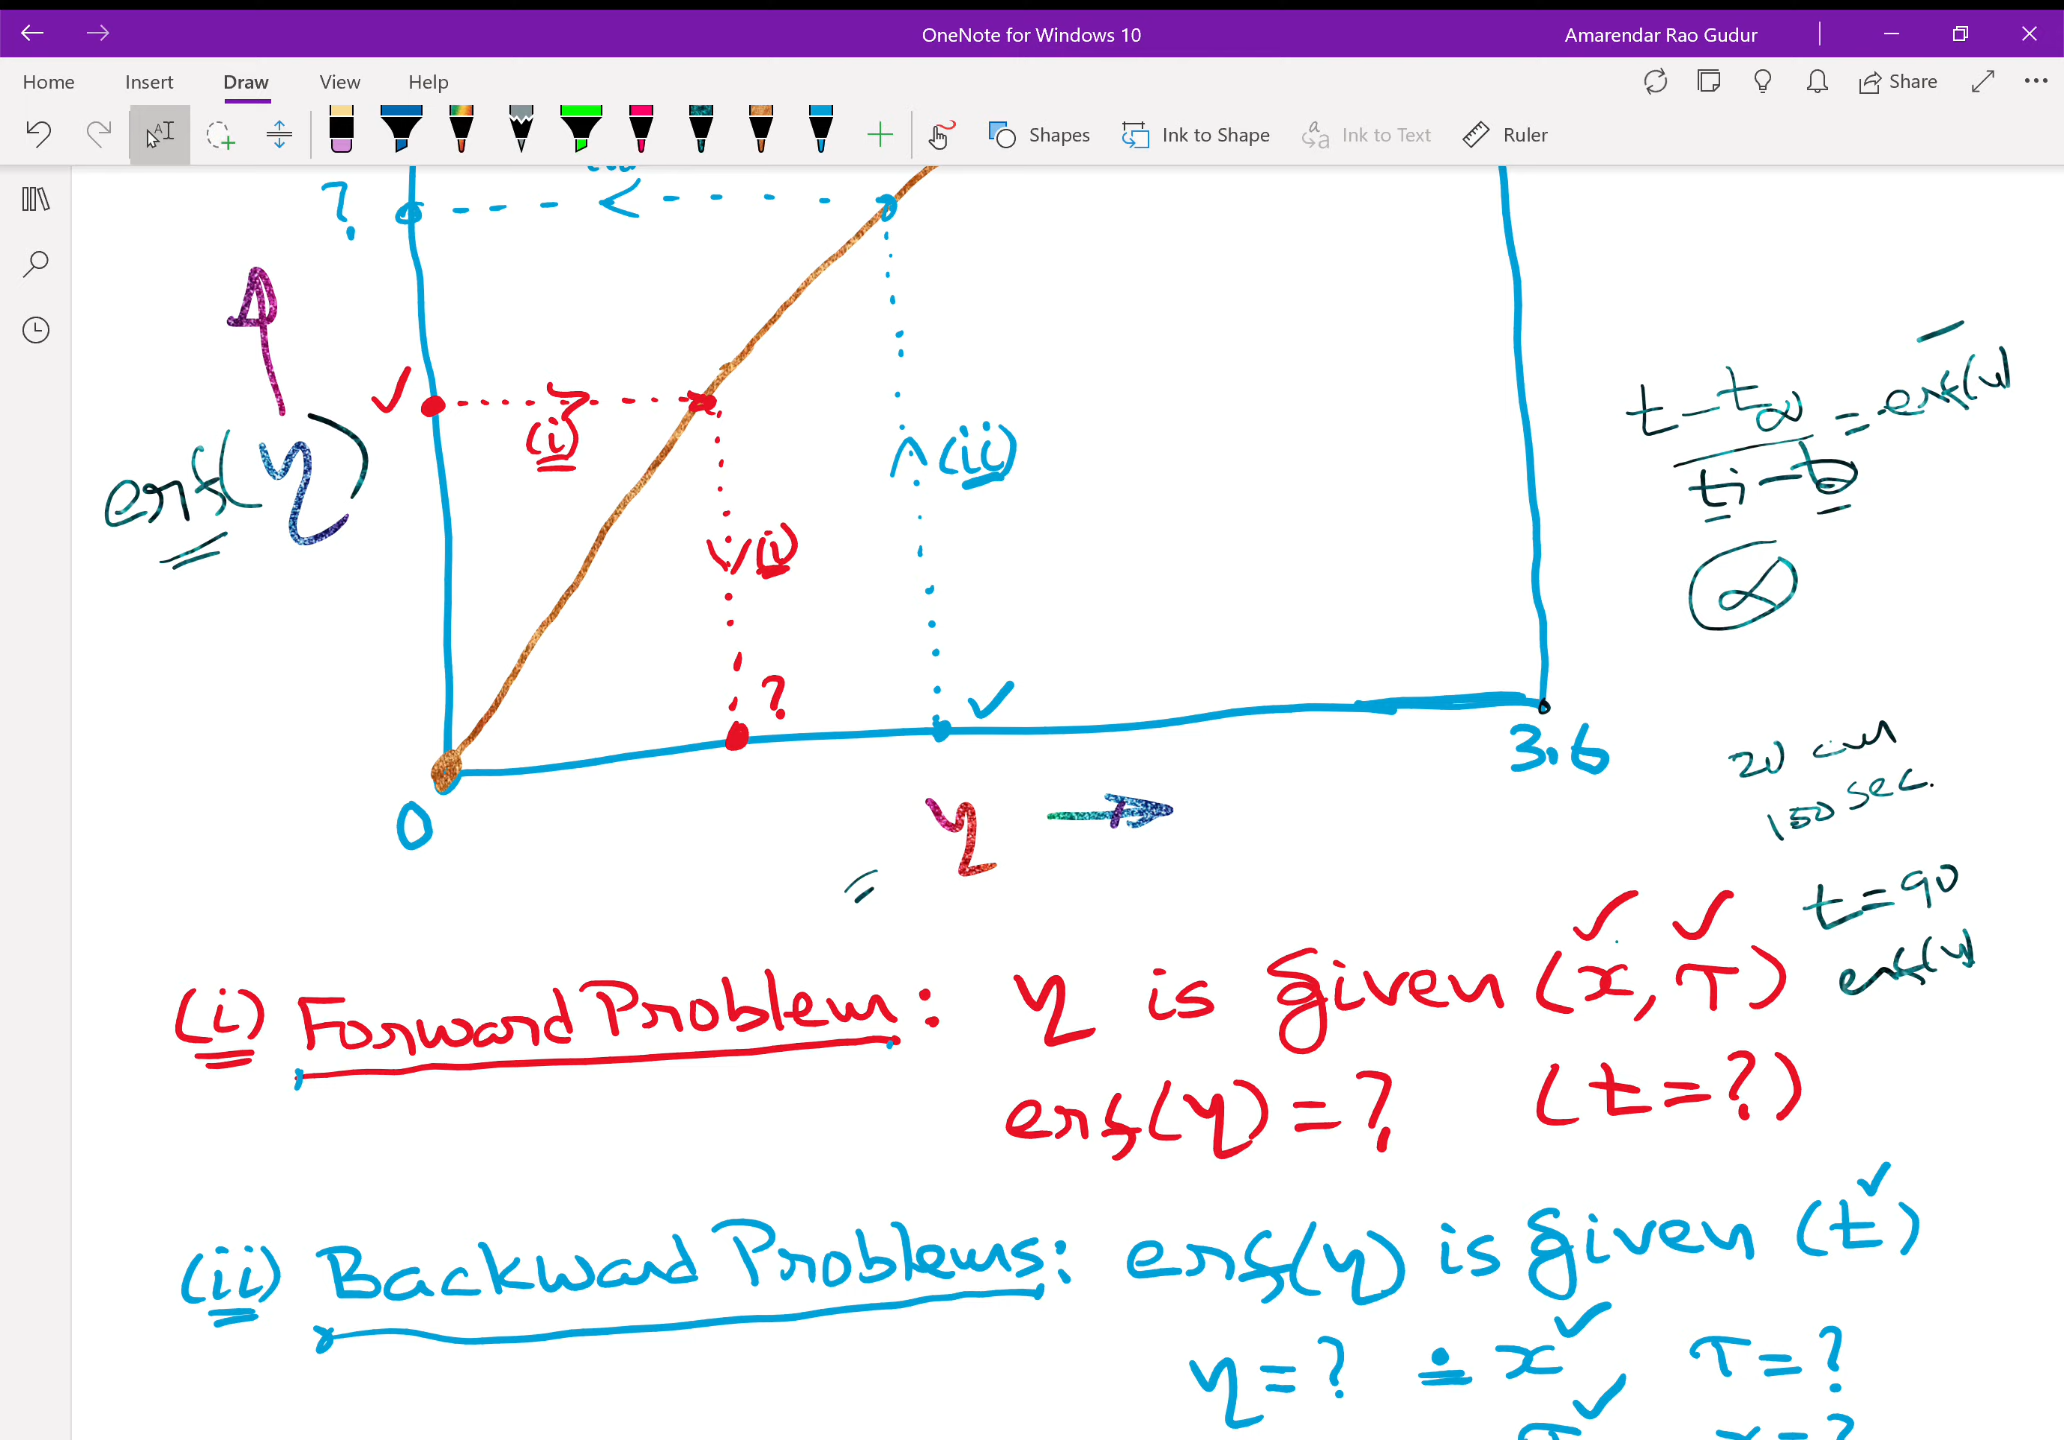 OneNote for Windows 10
Amarendar Rao Gudur
Home Insert Draw View Help
Share
Shapes Ink to Shape Ink to Text Ruler
?
✓
(i)
(ii)
erf(η)
(i)
?
✓
0
3.6
η
t - t∞ / ti - t∞ = erf(η)
α
20 cm
150 sec.
t = 90
erf(η)
(i) Forward Problem: η is given (x, τ)
erf(η) = ? (t = ?)
(ii) Backward Problems: erf(η) is given (t)
η = ? x ✓, τ = ?
τ ✓ x = ?